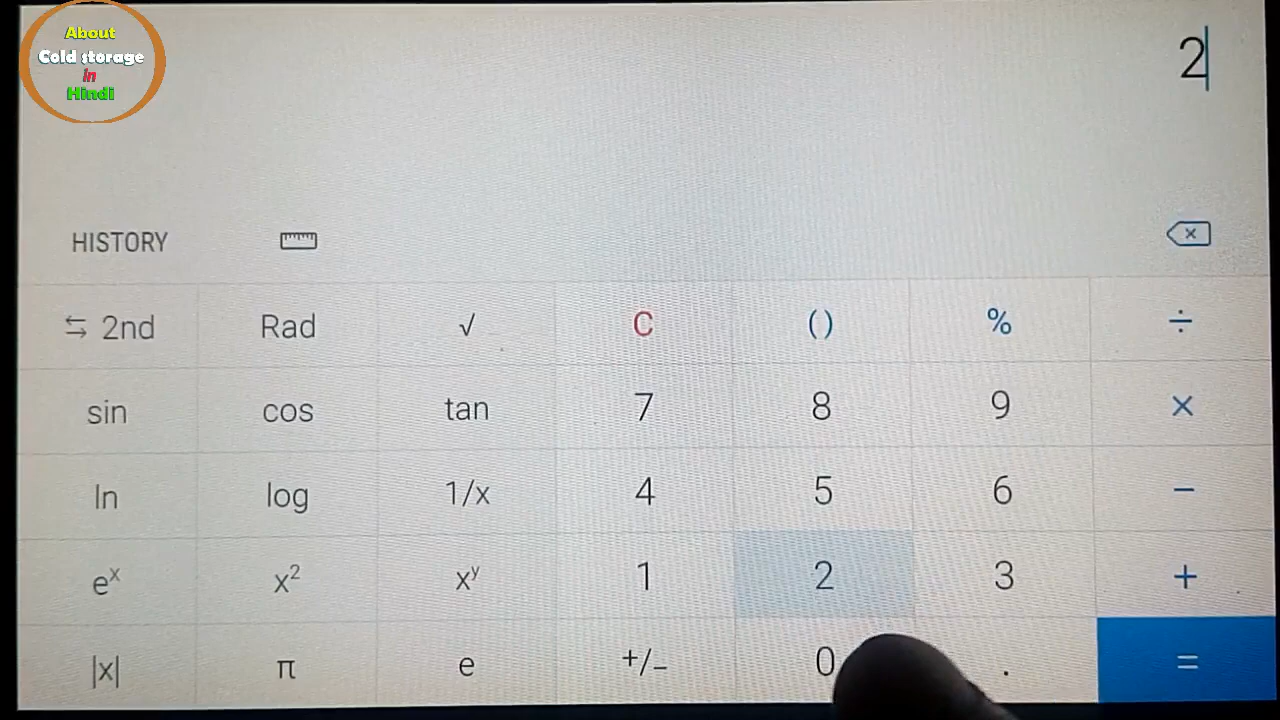 About
Cold storage
in
Hindi
2
HISTORY
⇆ 2nd Rad √ C () % ÷
sin cos tan 7 8 9 ×
ln log 1/x 4 5 6 −
eˣ x² xʸ 1 2 3 +
|x| π e +/− 0 . =